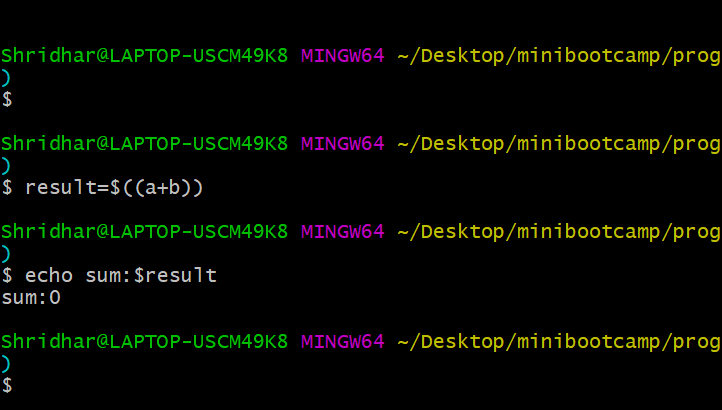 Shridhar@LAPTOP-USCM49K8 MINGW64 ~/Desktop/minibootcamp/prog
)
$
Shridhar@LAPTOP-USCM49K8 MINGW64 ~/Desktop/minibootcamp/prog
)
$ result=$((a+b))
Shridhar@LAPTOP-USCM49K8 MINGW64 ~/Desktop/minibootcamp/prog
)
$ echo sum:$result
sum:0
Shridhar@LAPTOP-USCM49K8 MINGW64 ~/Desktop/minibootcamp/prog
)
$